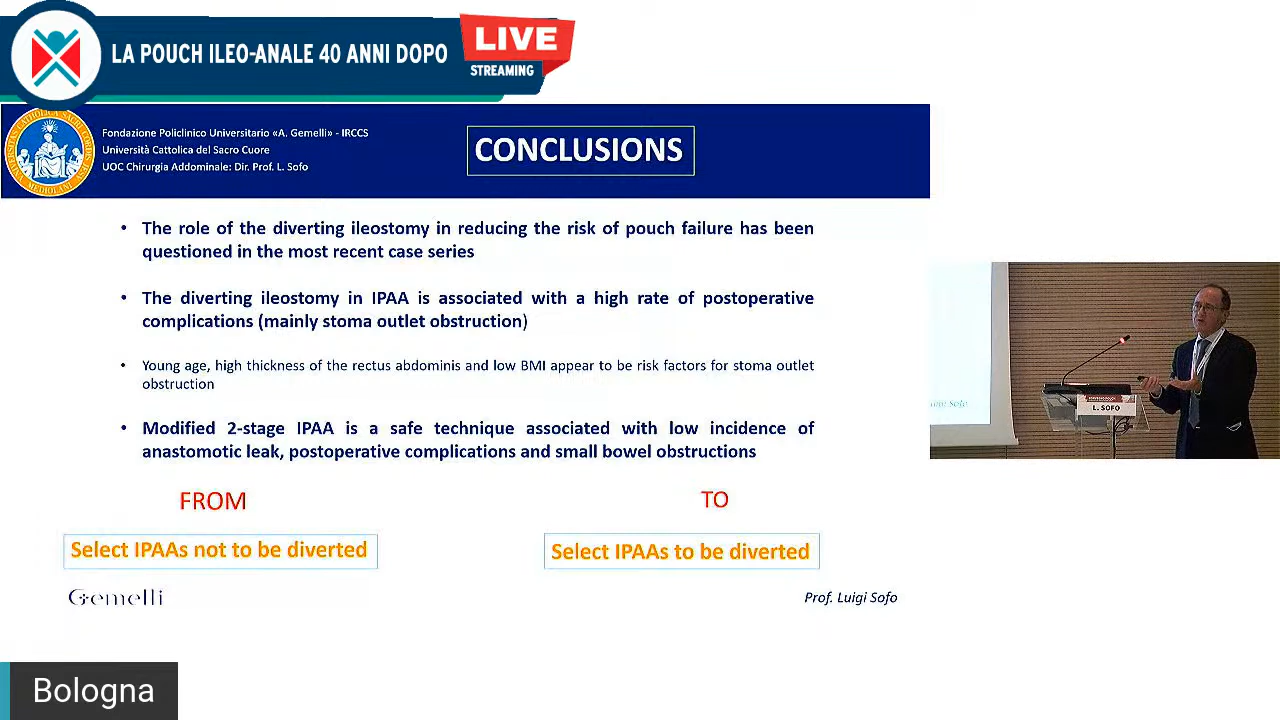 LA POUCH ILEO-ANALE 40 ANNI DOPO
LIVE
STREAMING
Fondazione Policlinico Universitario «A. Gemelli» - IRCCS
Università Cattolica del Sacro Cuore
UOC Chirurgia Addominale: Dir. Prof. L. Sofo
CONCLUSIONS
• The role of the diverting ileostomy in reducing the risk of pouch failure has been
questioned in the most recent case series
• The diverting ileostomy in IPAA is associated with a high rate of postoperative
complications (mainly stoma outlet obstruction)
• Young age, high thickness of the rectus abdominis and low BMI appear to be risk factors for stoma outlet
obstruction
• Modified 2-stage IPAA is a safe technique associated with low incidence of
anastomotic leak, postoperative complications and small bowel obstructions
FROM
TO
Select IPAAs not to be diverted
Select IPAAs to be diverted
Gemelli
Prof. Luigi Sofo
L. SOFO
Bologna